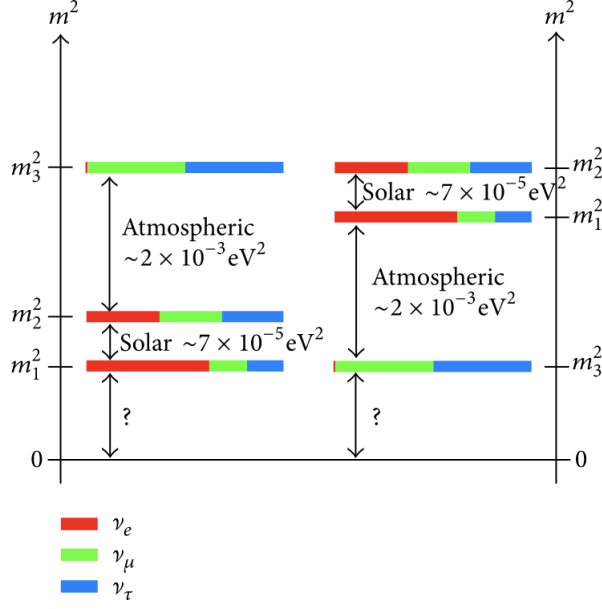 m² m²
m₃² m₂²
Solar ~7 × 10⁻⁵eV²
m₁²
Atmospheric
~2 × 10⁻³eV²
Atmospheric
~2 × 10⁻³eV²
m₂²
Solar ~7 × 10⁻⁵eV²
m₁² m₃²
? ?
0 0
νₑ
ν_μ
ν_τ